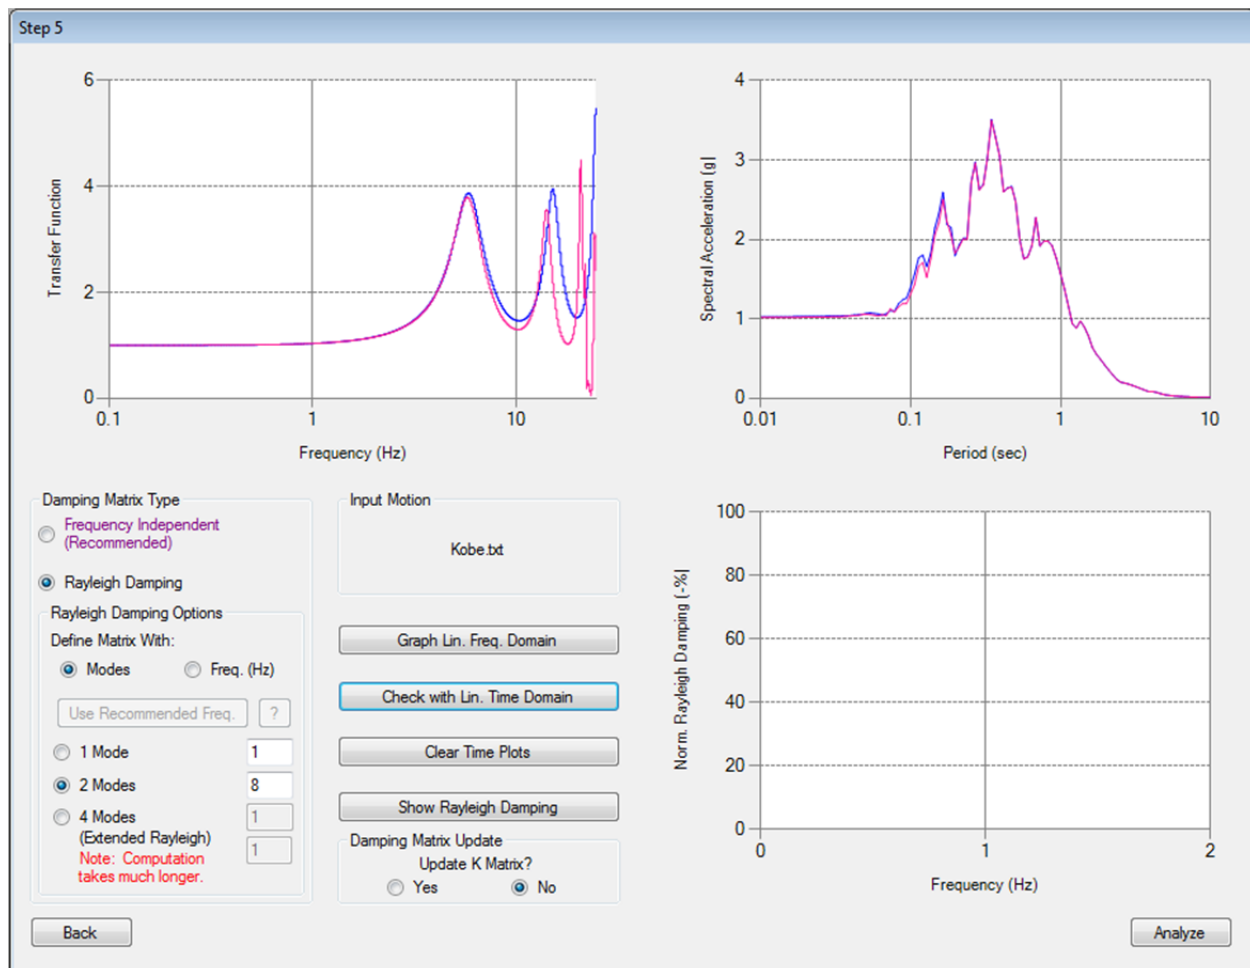 Step 5
6
4
2
0
0.1
1
10
Transfer Function
Frequency (Hz)
4
3
2
1
0
0.01
0.1
1
10
Spectral Acceleration (g)
Period (sec)
Damping Matrix Type
Frequency Independent
(Recommended)
Rayleigh Damping
Rayleigh Damping Options
Define Matrix With:
Modes
Freq. (Hz)
Use Recommended Freq.
?
1 Mode
1
2 Modes
8
4 Modes
1
(Extended Rayleigh)
1
Note: Computation
takes much longer.
Input Motion
Kobe.txt
Graph Lin. Freq. Domain
Check with Lin. Time Domain
Clear Time Plots
Show Rayleigh Damping
Damping Matrix Update
Update K Matrix?
Yes
No
100
80
60
40
20
0
0
1
2
Norm. Rayleigh Damping (-%)
Frequency (Hz)
Back
Analyze